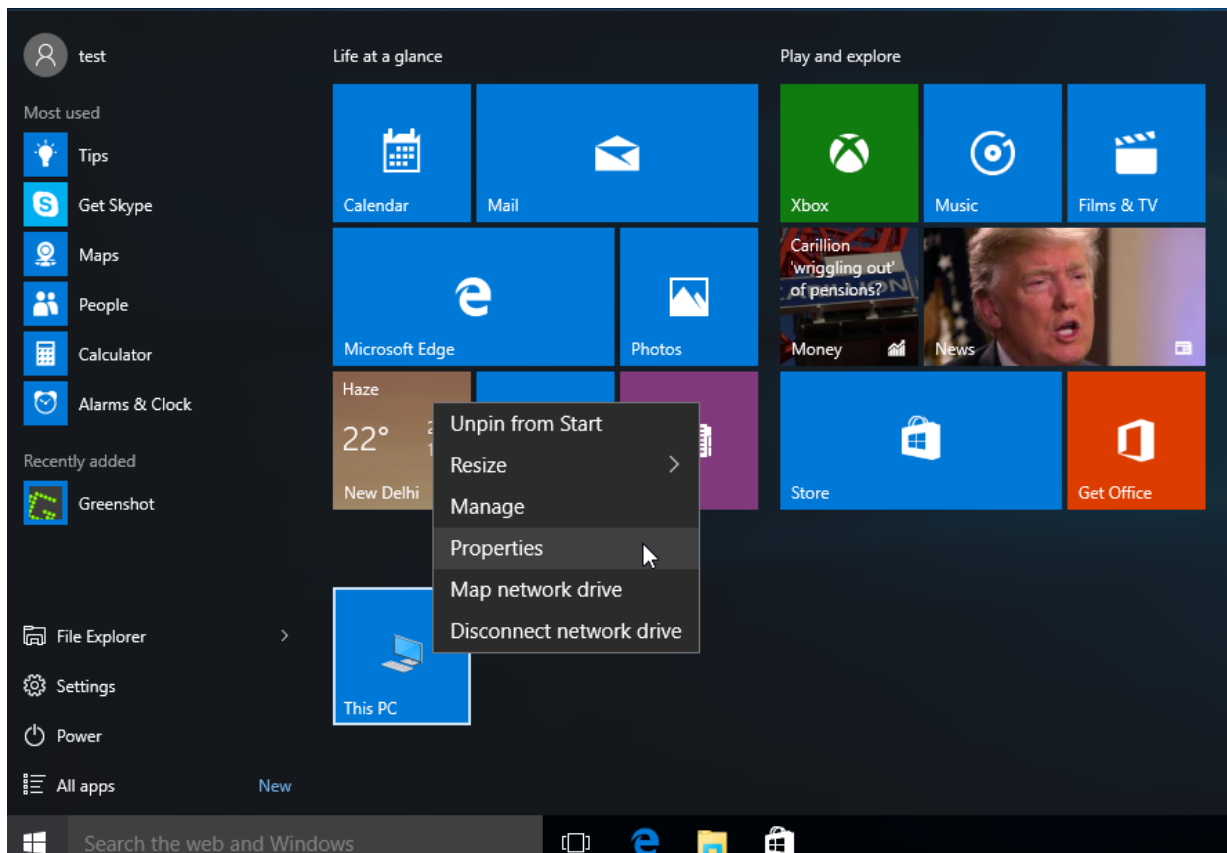 test
Most used
Tips
Get Skype
Maps
People
Calculator
Alarms & Clock
Recently added
Greenshot
File Explorer
Settings
Power
All apps New
Life at a glance
Calendar
Mail
Microsoft Edge
Photos
Haze
22°
New Delhi
This PC
Unpin from Start
Resize
Manage
Properties
Map network drive
Disconnect network drive
Play and explore
Xbox
Music
Films & TV
Carillion
'wriggling out'
of pensions?
Money
News
Store
Get Office
Search the web and Windows